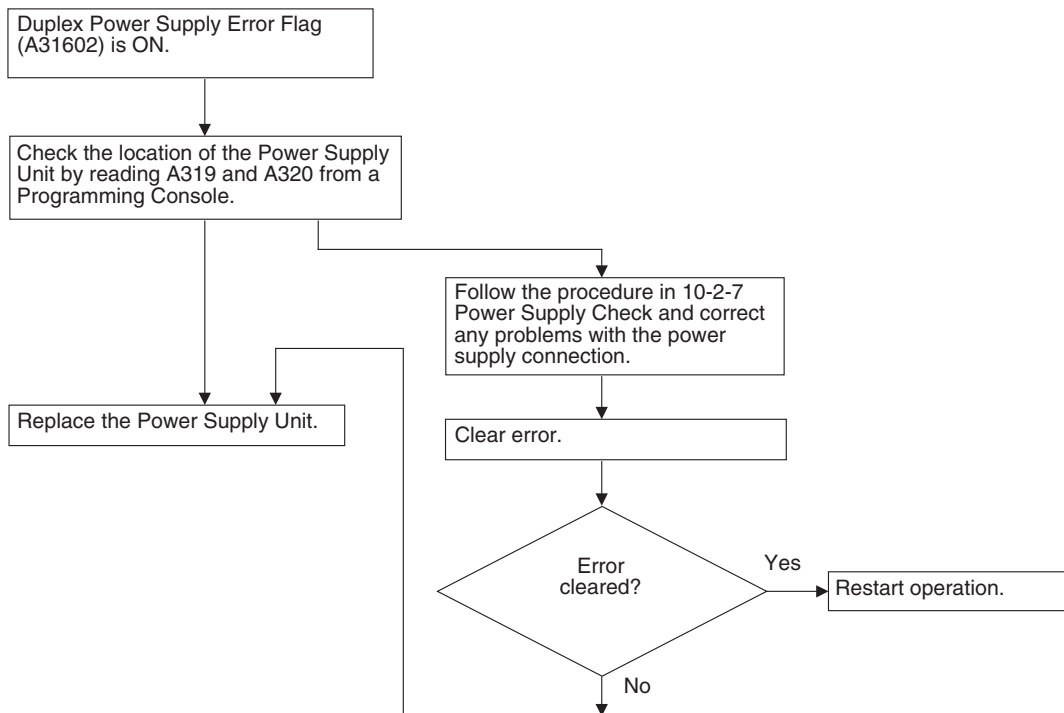 Duplex Power Supply Error Flag
(A31602) is ON.
Check the location of the Power Supply
Unit by reading A319 and A320 from a
Programming Console.
Follow the procedure in 10-2-7
Power Supply Check and correct
any problems with the power
supply connection.
Replace the Power Supply Unit.
Clear error.
Error
cleared?
Yes
Restart operation.
No